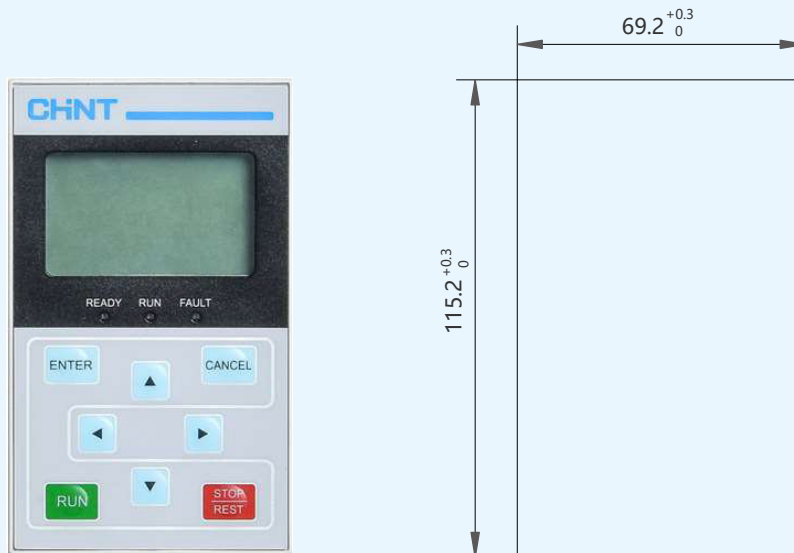 CHNT
READY RUN FAULT
ENTER
CANCEL
RUN
STOP
REST
69.2 +0.3 0
115.2 +0.3 0